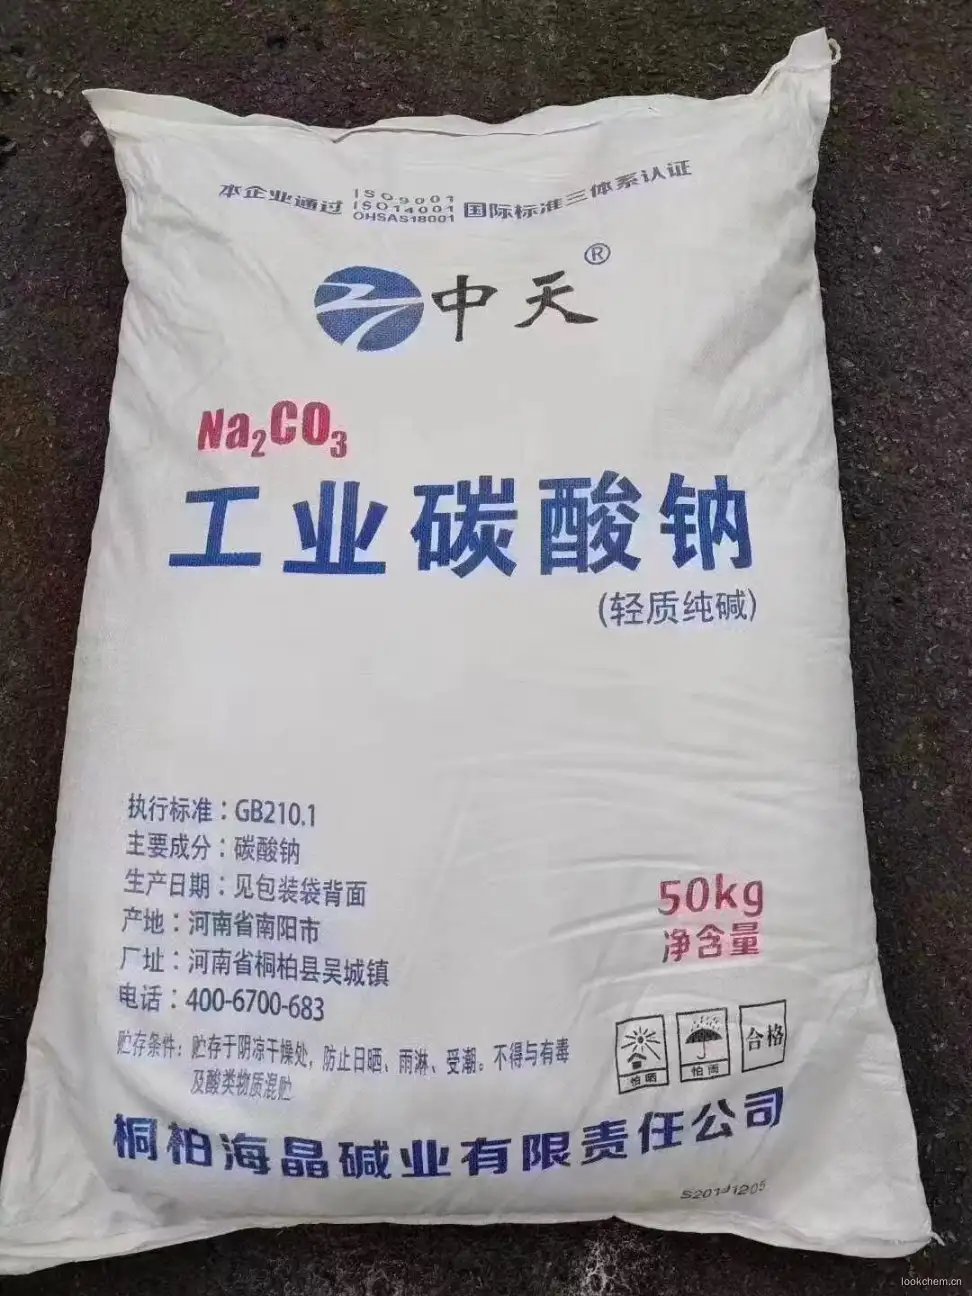 本企业通过 ISO9001 ISO14001 OHSAS18001 国际标准三体系认证
中天®
Na₂CO₃
工业碳酸钠
(轻质纯碱)
执行标准：GB210.1
主要成分：碳酸钠
生产日期：见包装袋背面
产地：河南省南阳市
厂址：河南省桐柏县吴城镇
电话：400-6700-683
50kg
净含量
贮存条件：贮存于阴凉干燥处，防止日晒、雨淋、受潮。不得与有毒
及酸类物质混贮
怕晒
怕雨
合格
桐柏海晶碱业有限责任公司
lookchem.cn